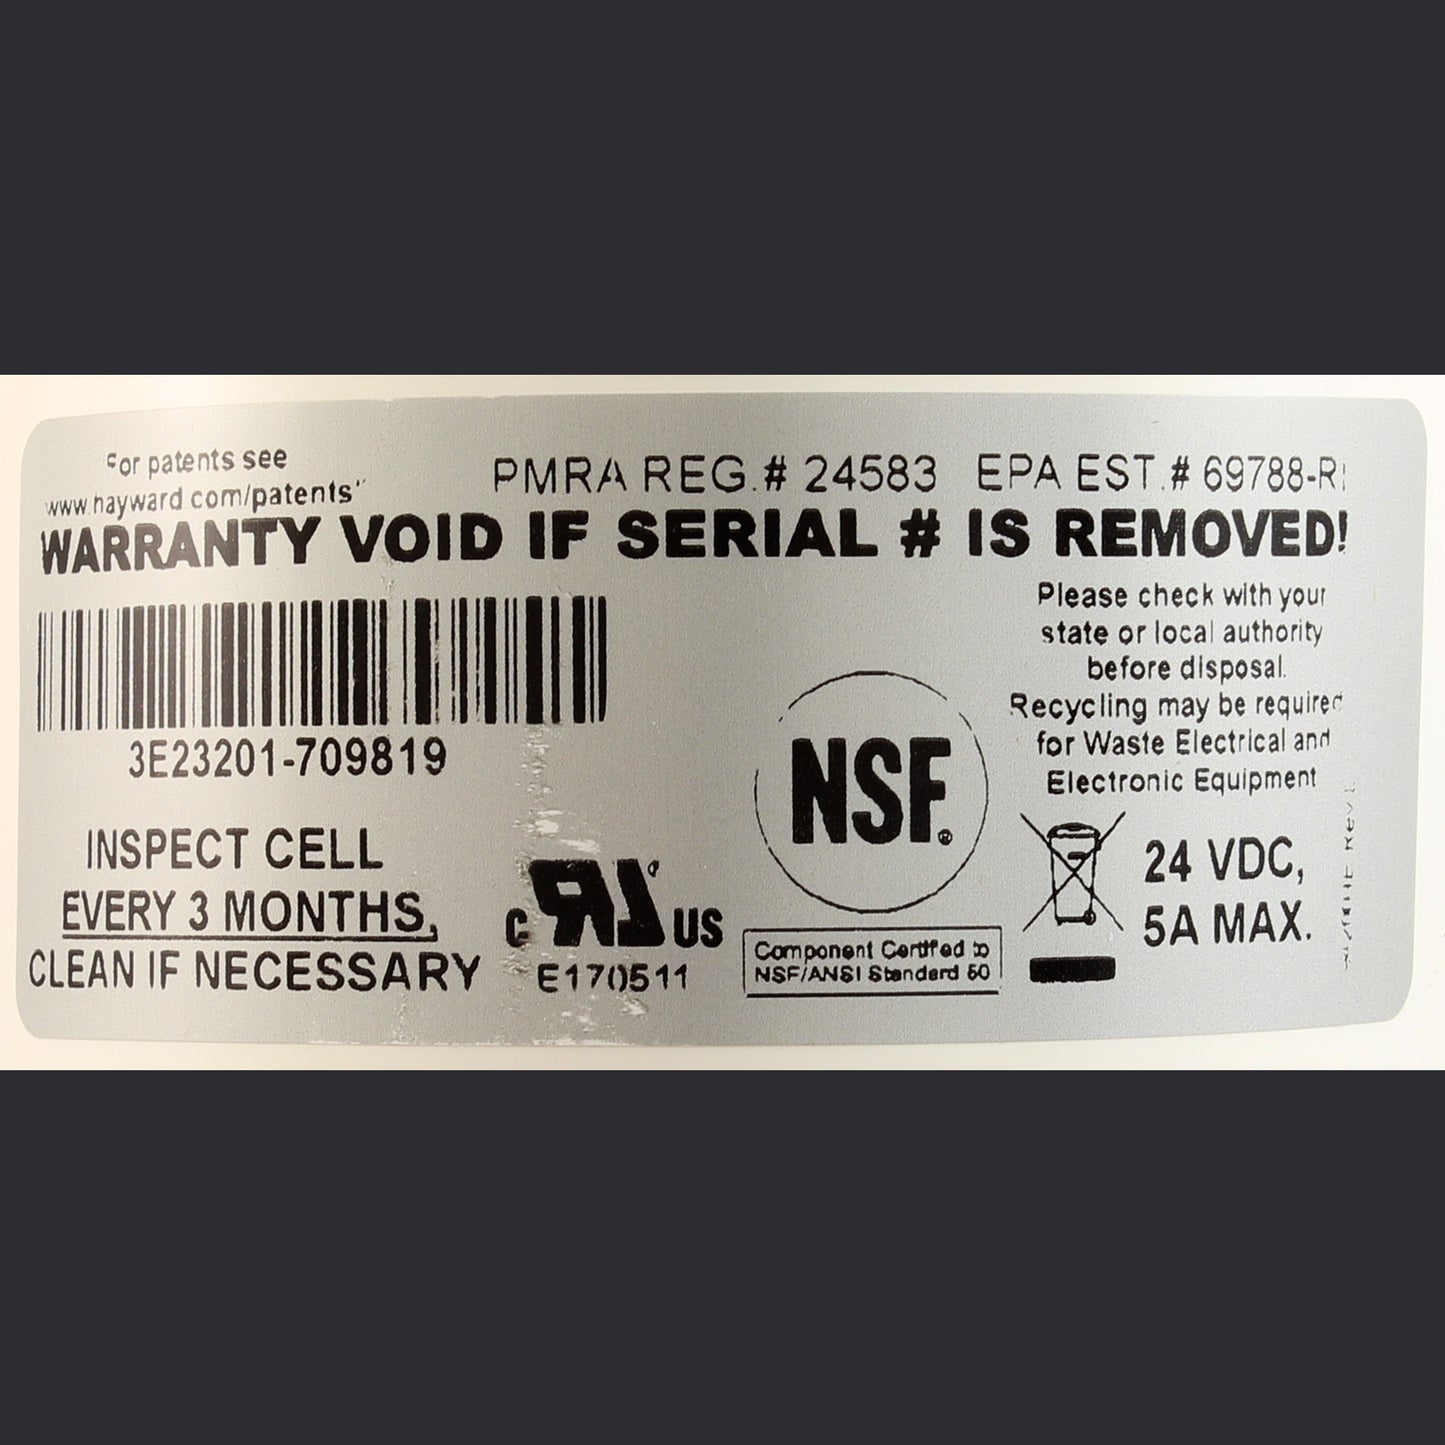 For patents see
www.hayward.com/patents"
PMRA REG.# 24583 EPA EST.# 69788-R
WARRANTY VOID IF SERIAL # IS REMOVED!
3E23201-709819
INSPECT CELL
EVERY 3 MONTHS,
CLEAN IF NECESSARY
c us
E170511
NSF®
Component Certified to
NSF/ANSI Standard 50
Please check with your
state or local authority
before disposal.
Recycling may be required
for Waste Electrical and
Electronic Equipment
24 VDC,
5A MAX.